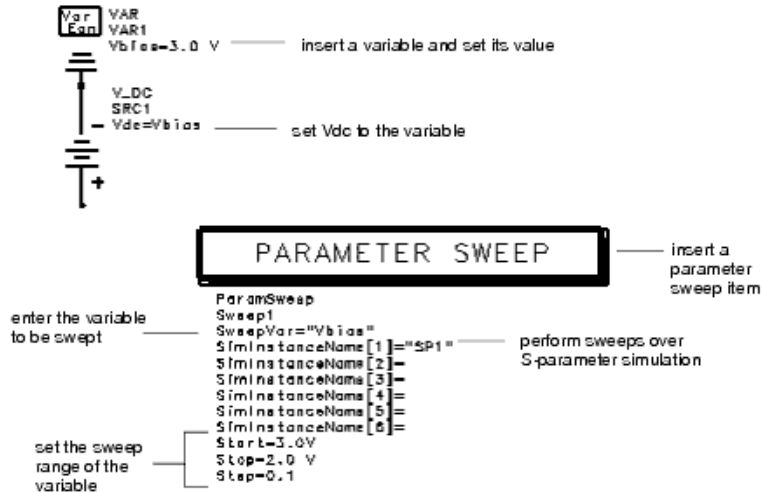 Var
Eqn
VAR
VAR1
Vbias=3.0 V
insert a variable and set its value
V_DC
SRC1
Vdc=Vbias
set Vdc to the variable
PARAMETER SWEEP
insert a
parameter
sweep item
ParamSweep
Sweep1
SweepVar="Vbias"
SimInstanceName[1]="SP1"
SimInstanceName[2]=
SimInstanceName[3]=
SimInstanceName[4]=
SimInstanceName[5]=
SimInstanceName[6]=
Start=3.0V
Stop=2.0 V
Step=0.1
enter the variable
to be swept
perform sweeps over
S-parameter simulation
set the sweep
range of the
variable